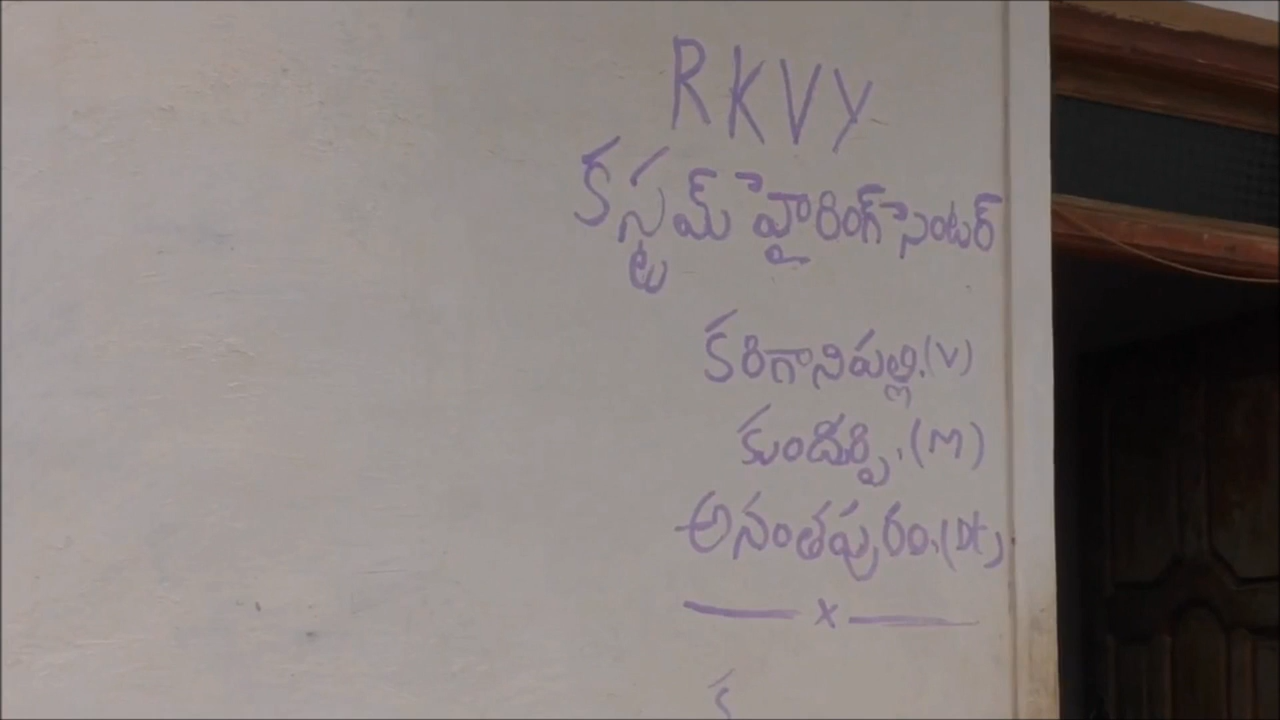 RKVY
కస్టమ్ హైరింగ్ సెంటర్
కరిగానిపల్లి.(V)
కుందుర్పి.(M)
అనంతపురం.(Dt)
x
క